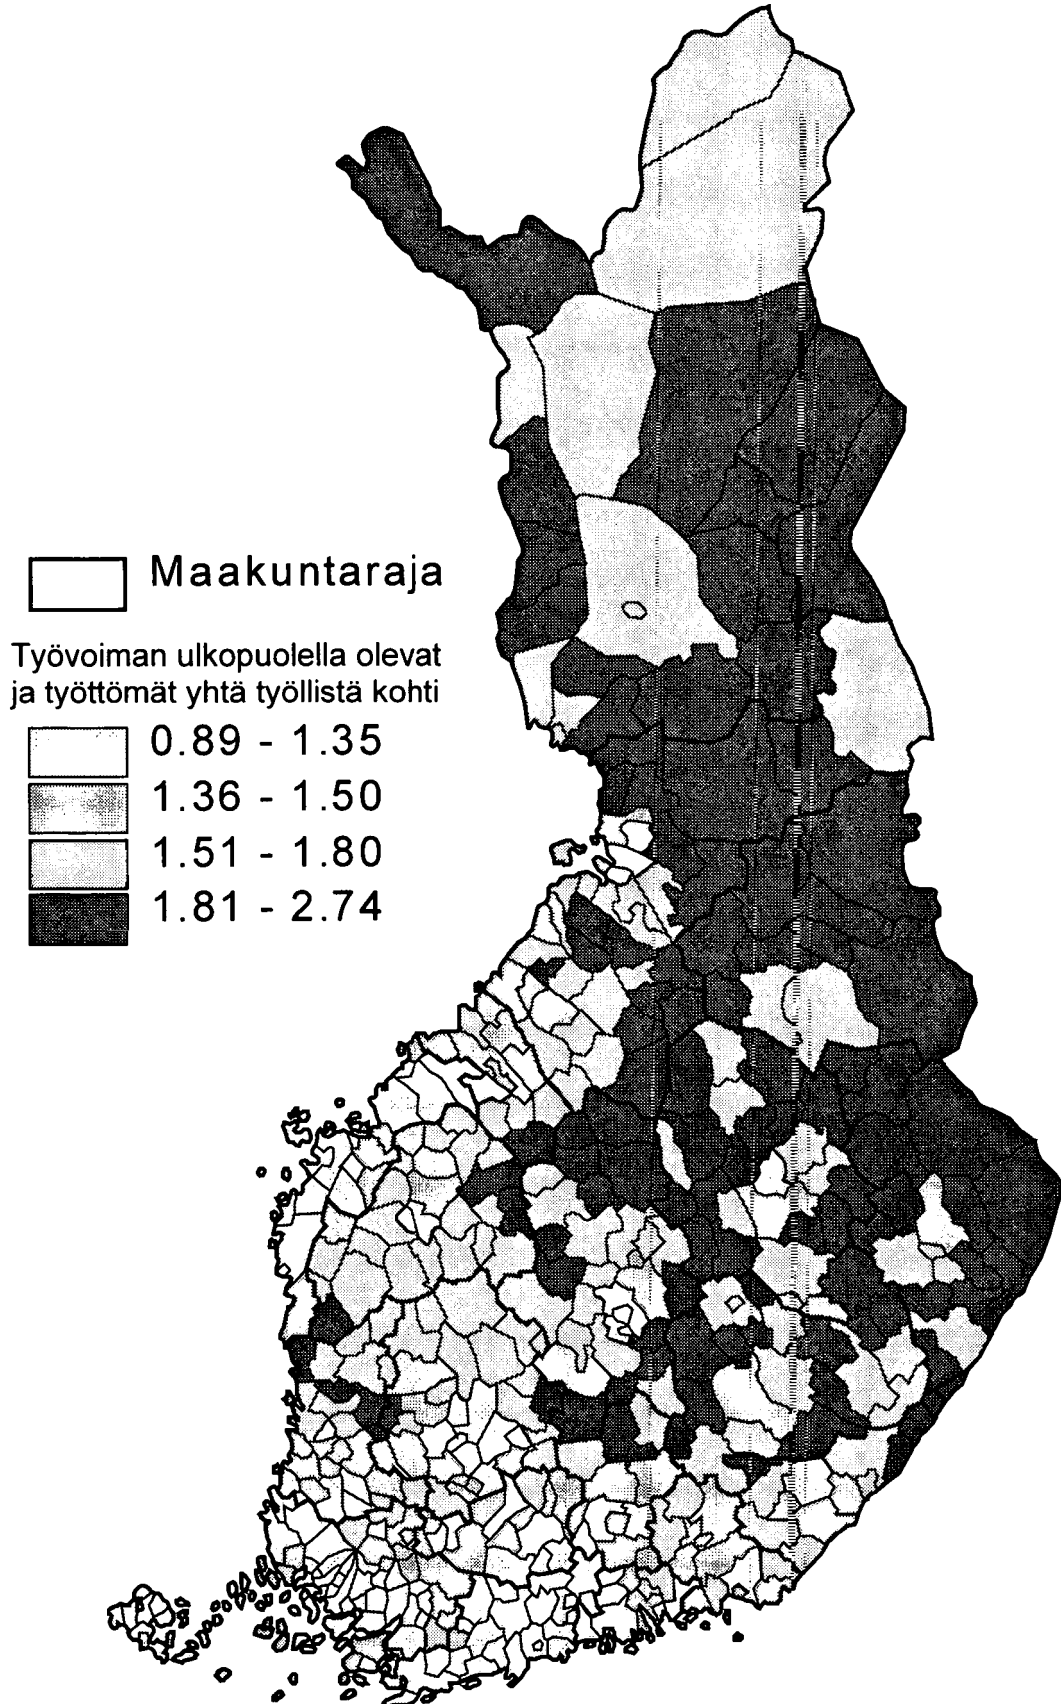 Maakuntaraja
Työvoiman ulkopuolella olevat
ja työttömät yhtä työllistä kohti
0.89 - 1.35
1.36 - 1.50
1.51 - 1.80
1.81 - 2.74